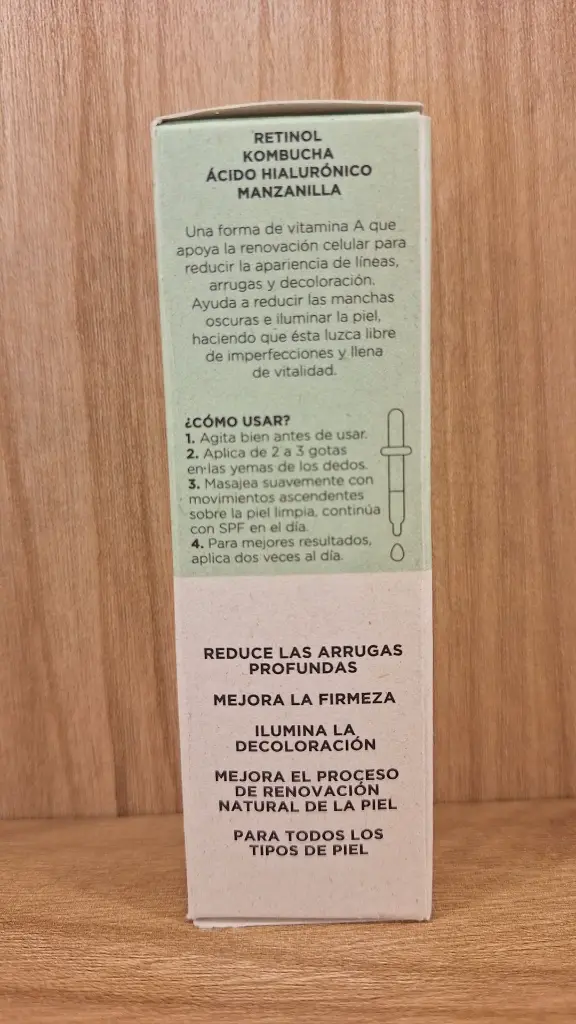 RETINOL
KOMBUCHA
ÁCIDO HIALURÓNICO
MANZANILLA
Una forma de vitamina A que
apoya la renovación celular para
reducir la apariencia de líneas,
arrugas y decoloración.
Ayuda a reducir las manchas
oscuras e iluminar la piel,
haciendo que ésta luzca libre
de imperfecciones y llena
de vitalidad.
¿CÓMO USAR?
1. Agita bien antes de usar.
2. Aplica de 2 a 3 gotas
en las yemas de los dedos.
3. Masajea suavemente con
movimientos ascendentes
sobre la piel limpia, continúa
con SPF en el día.
4. Para mejores resultados,
aplica dos veces al día.
REDUCE LAS ARRUGAS
PROFUNDAS
MEJORA LA FIRMEZA
ILUMINA LA
DECOLORACIÓN
MEJORA EL PROCESO
DE RENOVACIÓN
NATURAL DE LA PIEL
PARA TODOS LOS
TIPOS DE PIEL